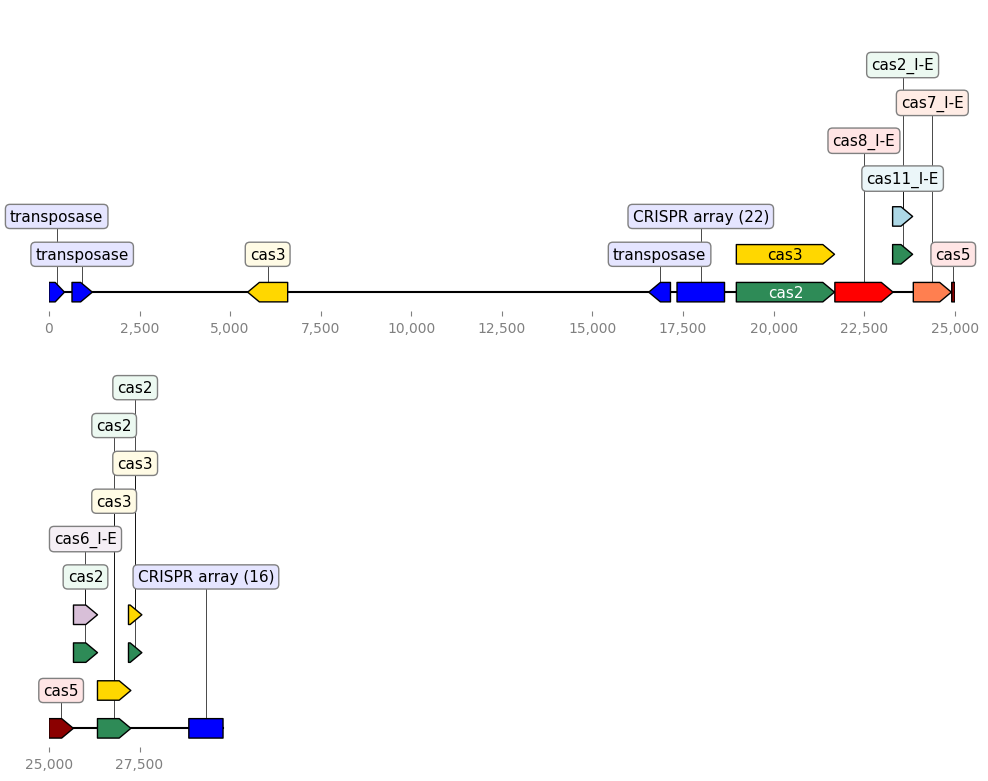 cas2_I-E
cas7_I-E
cas8_I-E
cas11_I-E
transposase
CRISPR array (22)
transposase
cas3
transposase
cas3
cas5
cas2
0
2,500
5,000
7,500
10,000
12,500
15,000
17,500
20,000
22,500
25,000
cas2
cas2
cas3
cas3
cas6_I-E
cas2
CRISPR array (16)
cas5
25,000
27,500